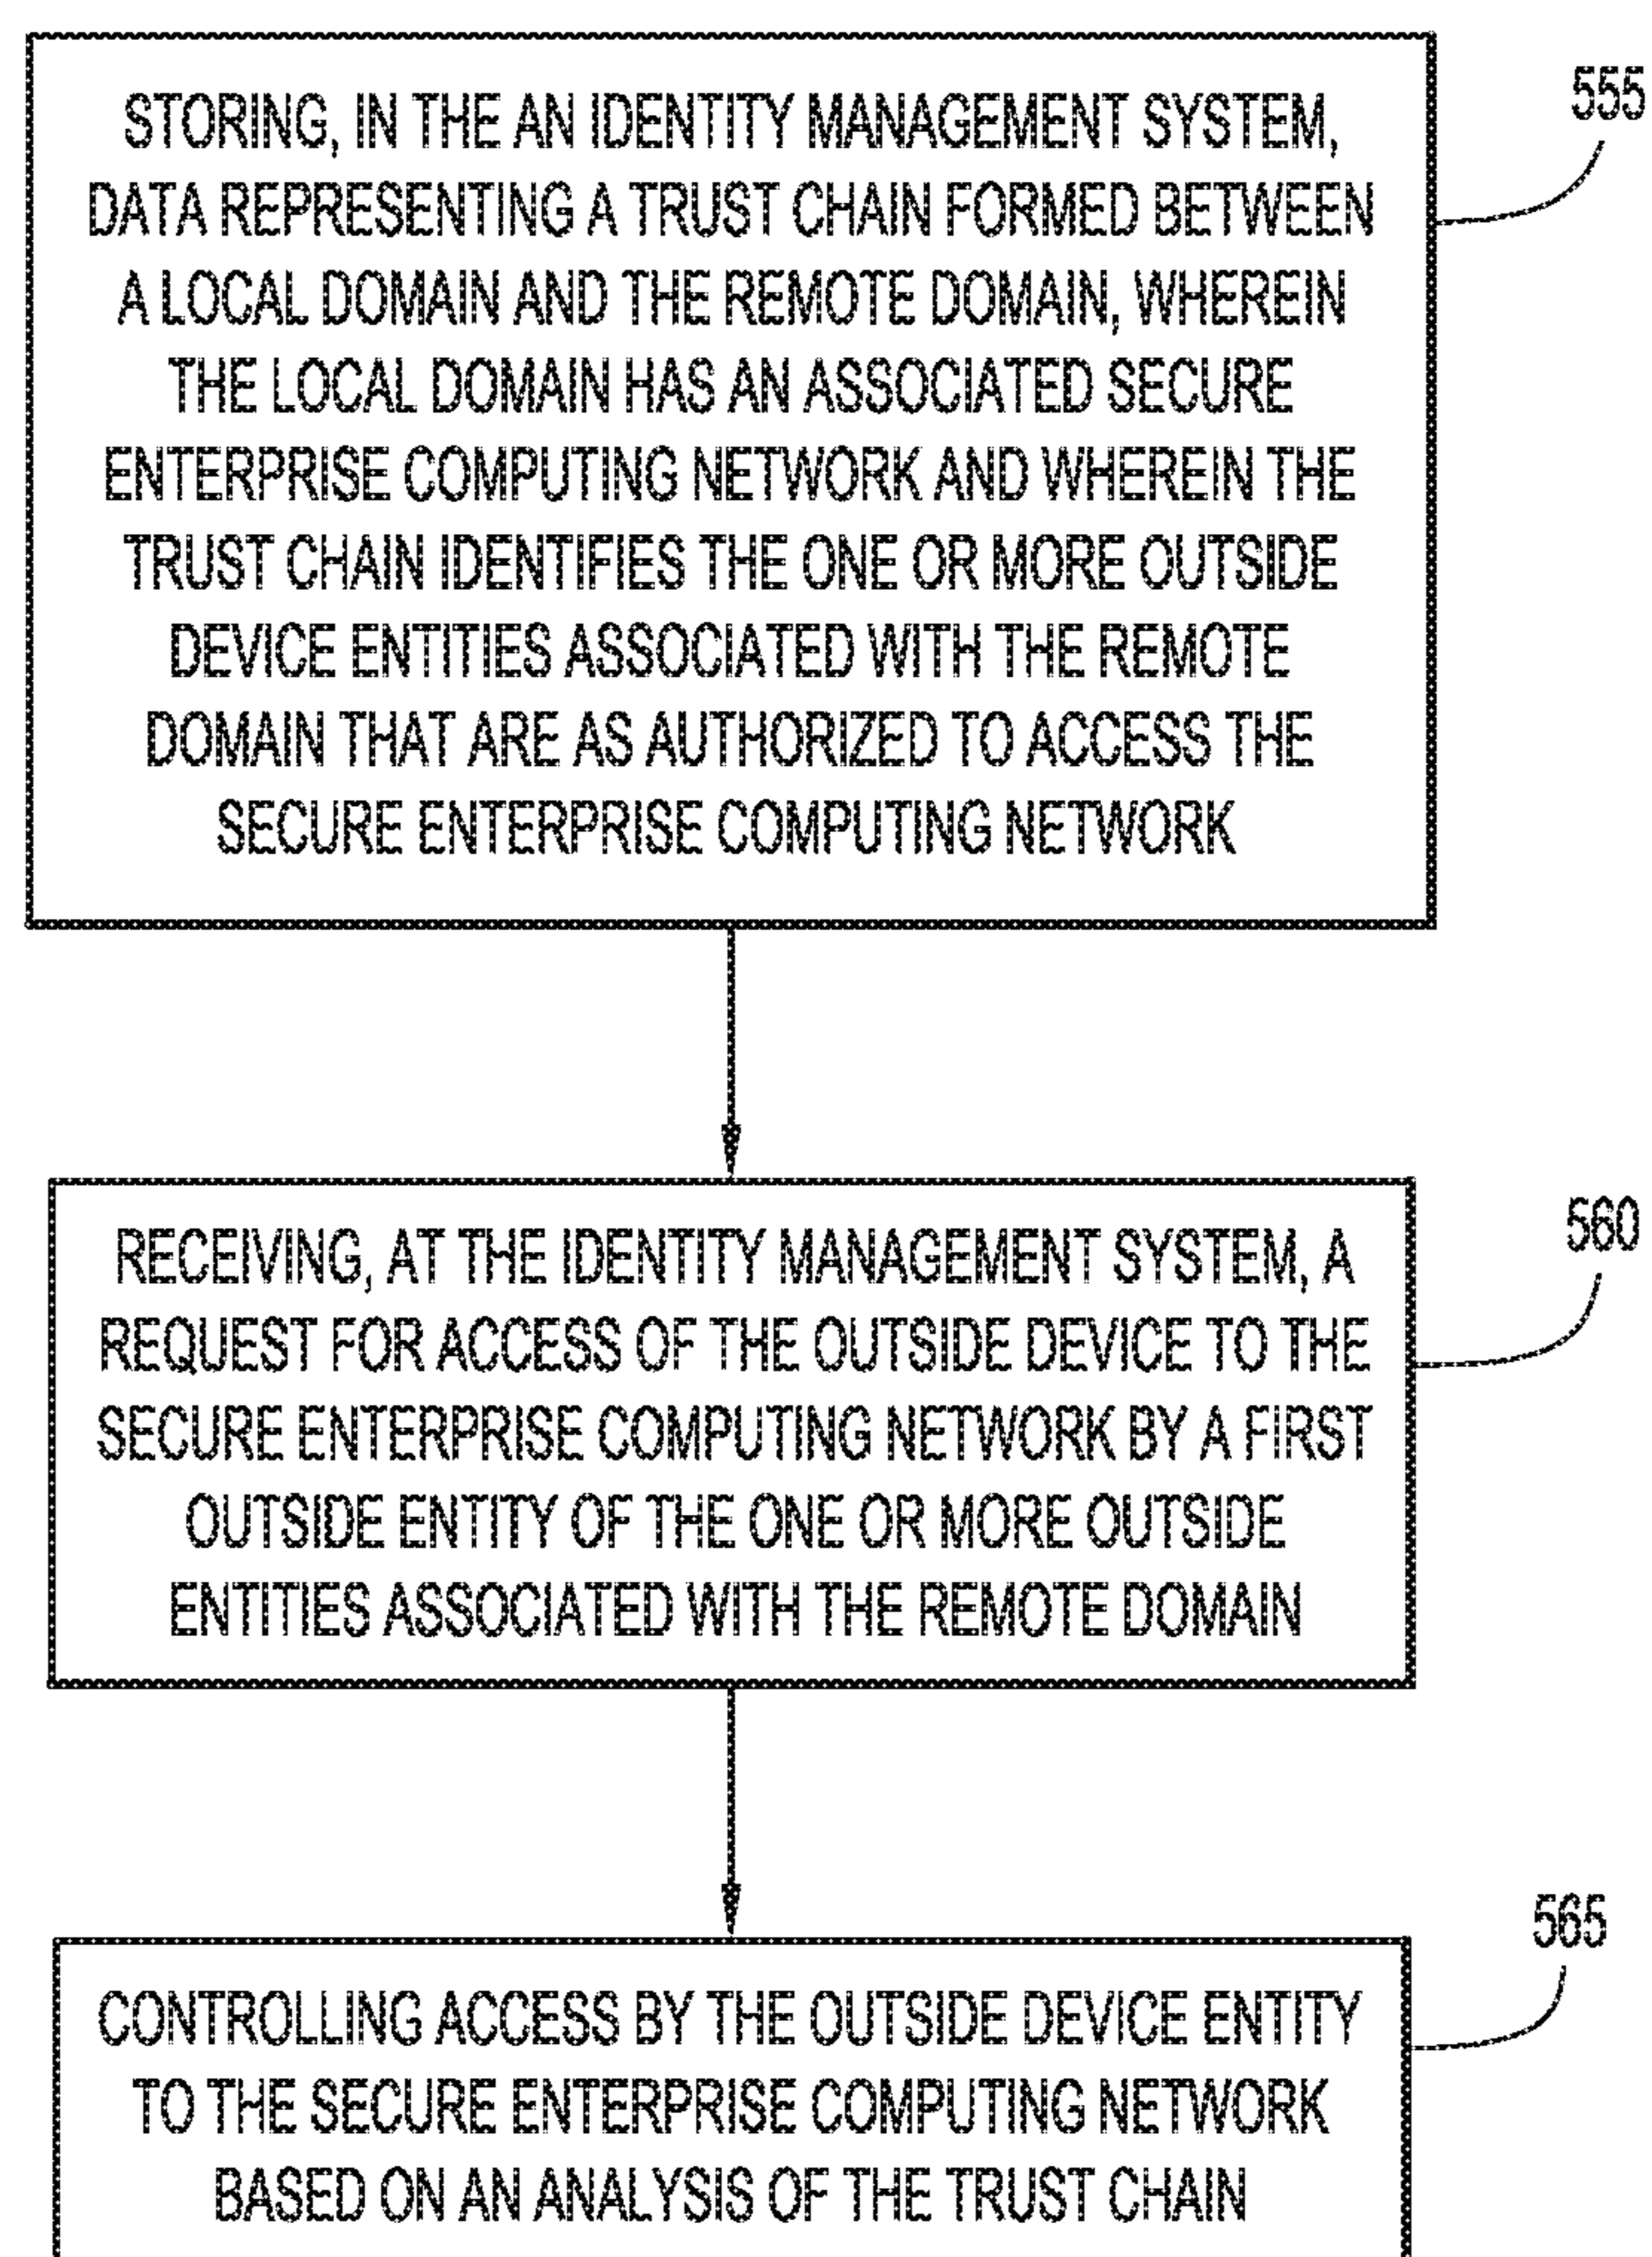 STORING, IN THE AN IDENTITY MANAGEMENT SYSTEM,
DATA REPRESENTING A TRUST CHAIN FORMED BETWEEN
A LOCAL DOMAIN AND THE REMOTE DOMAIN, WHEREIN
THE LOCAL DOMAIN HAS AN ASSOCIATED SECURE
ENTERPRISE COMPUTING NETWORK AND WHEREIN THE
TRUST CHAIN IDENTIFIES THE ONE OR MORE OUTSIDE
DEVICE ENTITIES ASSOCIATED WITH THE REMOTE
DOMAIN THAT ARE AS AUTHORIZED TO ACCESS THE
SECURE ENTERPRISE COMPUTING NETWORK
555
RECEIVING, AT THE IDENTITY MANAGEMENT SYSTEM, A
REQUEST FOR ACCESS OF THE OUTSIDE DEVICE TO THE
SECURE ENTERPRISE COMPUTING NETWORK BY A FIRST
OUTSIDE ENTITY OF THE ONE OR MORE OUTSIDE
ENTITIES ASSOCIATED WITH THE REMOTE DOMAIN
560
CONTROLLING ACCESS BY THE OUTSIDE DEVICE ENTITY
TO THE SECURE ENTERPRISE COMPUTING NETWORK
BASED ON AN ANALYSIS OF THE TRUST CHAIN
565